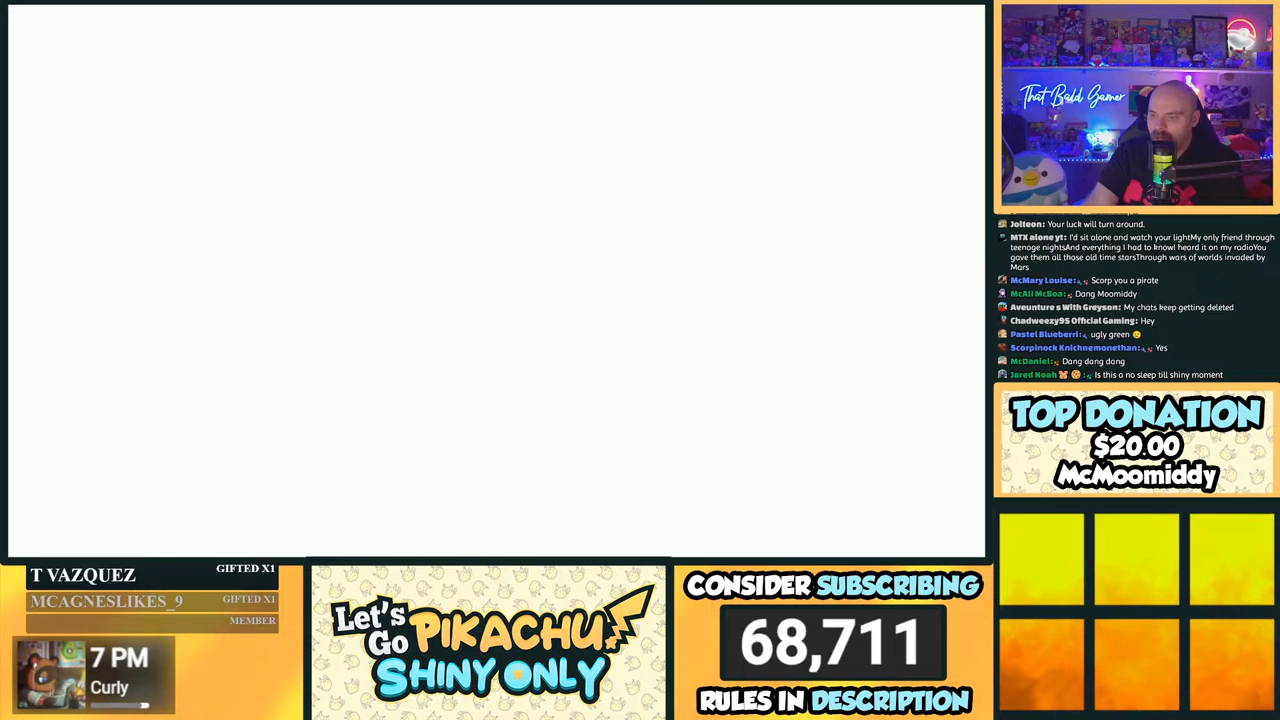 That Bald Gamer
Jolteon: Your luck will turn around.
MTX alone yt: I'd sit alone and watch your lightMy only friend through
teenage nightsAnd everything I had to knowI heard it on my radioYou
gave them all those old time starsThrough wars of worlds invaded by
Mars
McMary Louise: Scorp you a pirate
McAli McBoa: Dang Moomiddy
Aveunture s With Greyson: My chats keep getting deleted
Chadweezy95 Official Gaming: Hey
Pastel Blueberri: ugly green 🤢
Scorpinock Knichnemonethan: Yes
McDaniel: Dang dang dang
Jared Noah 🐹 🍪 : Is this a no sleep till shiny moment
TOP DONATION
$20.00
McMoomiddy
T VAZQUEZ GIFTED X1
MCAGNESLIKES_9 GIFTED X1
MEMBER
7 PM
Curly
Let's
Go PIKACHU
SHINY ONLY
CONSIDER SUBSCRIBING
68,711
RULES IN DESCRIPTION